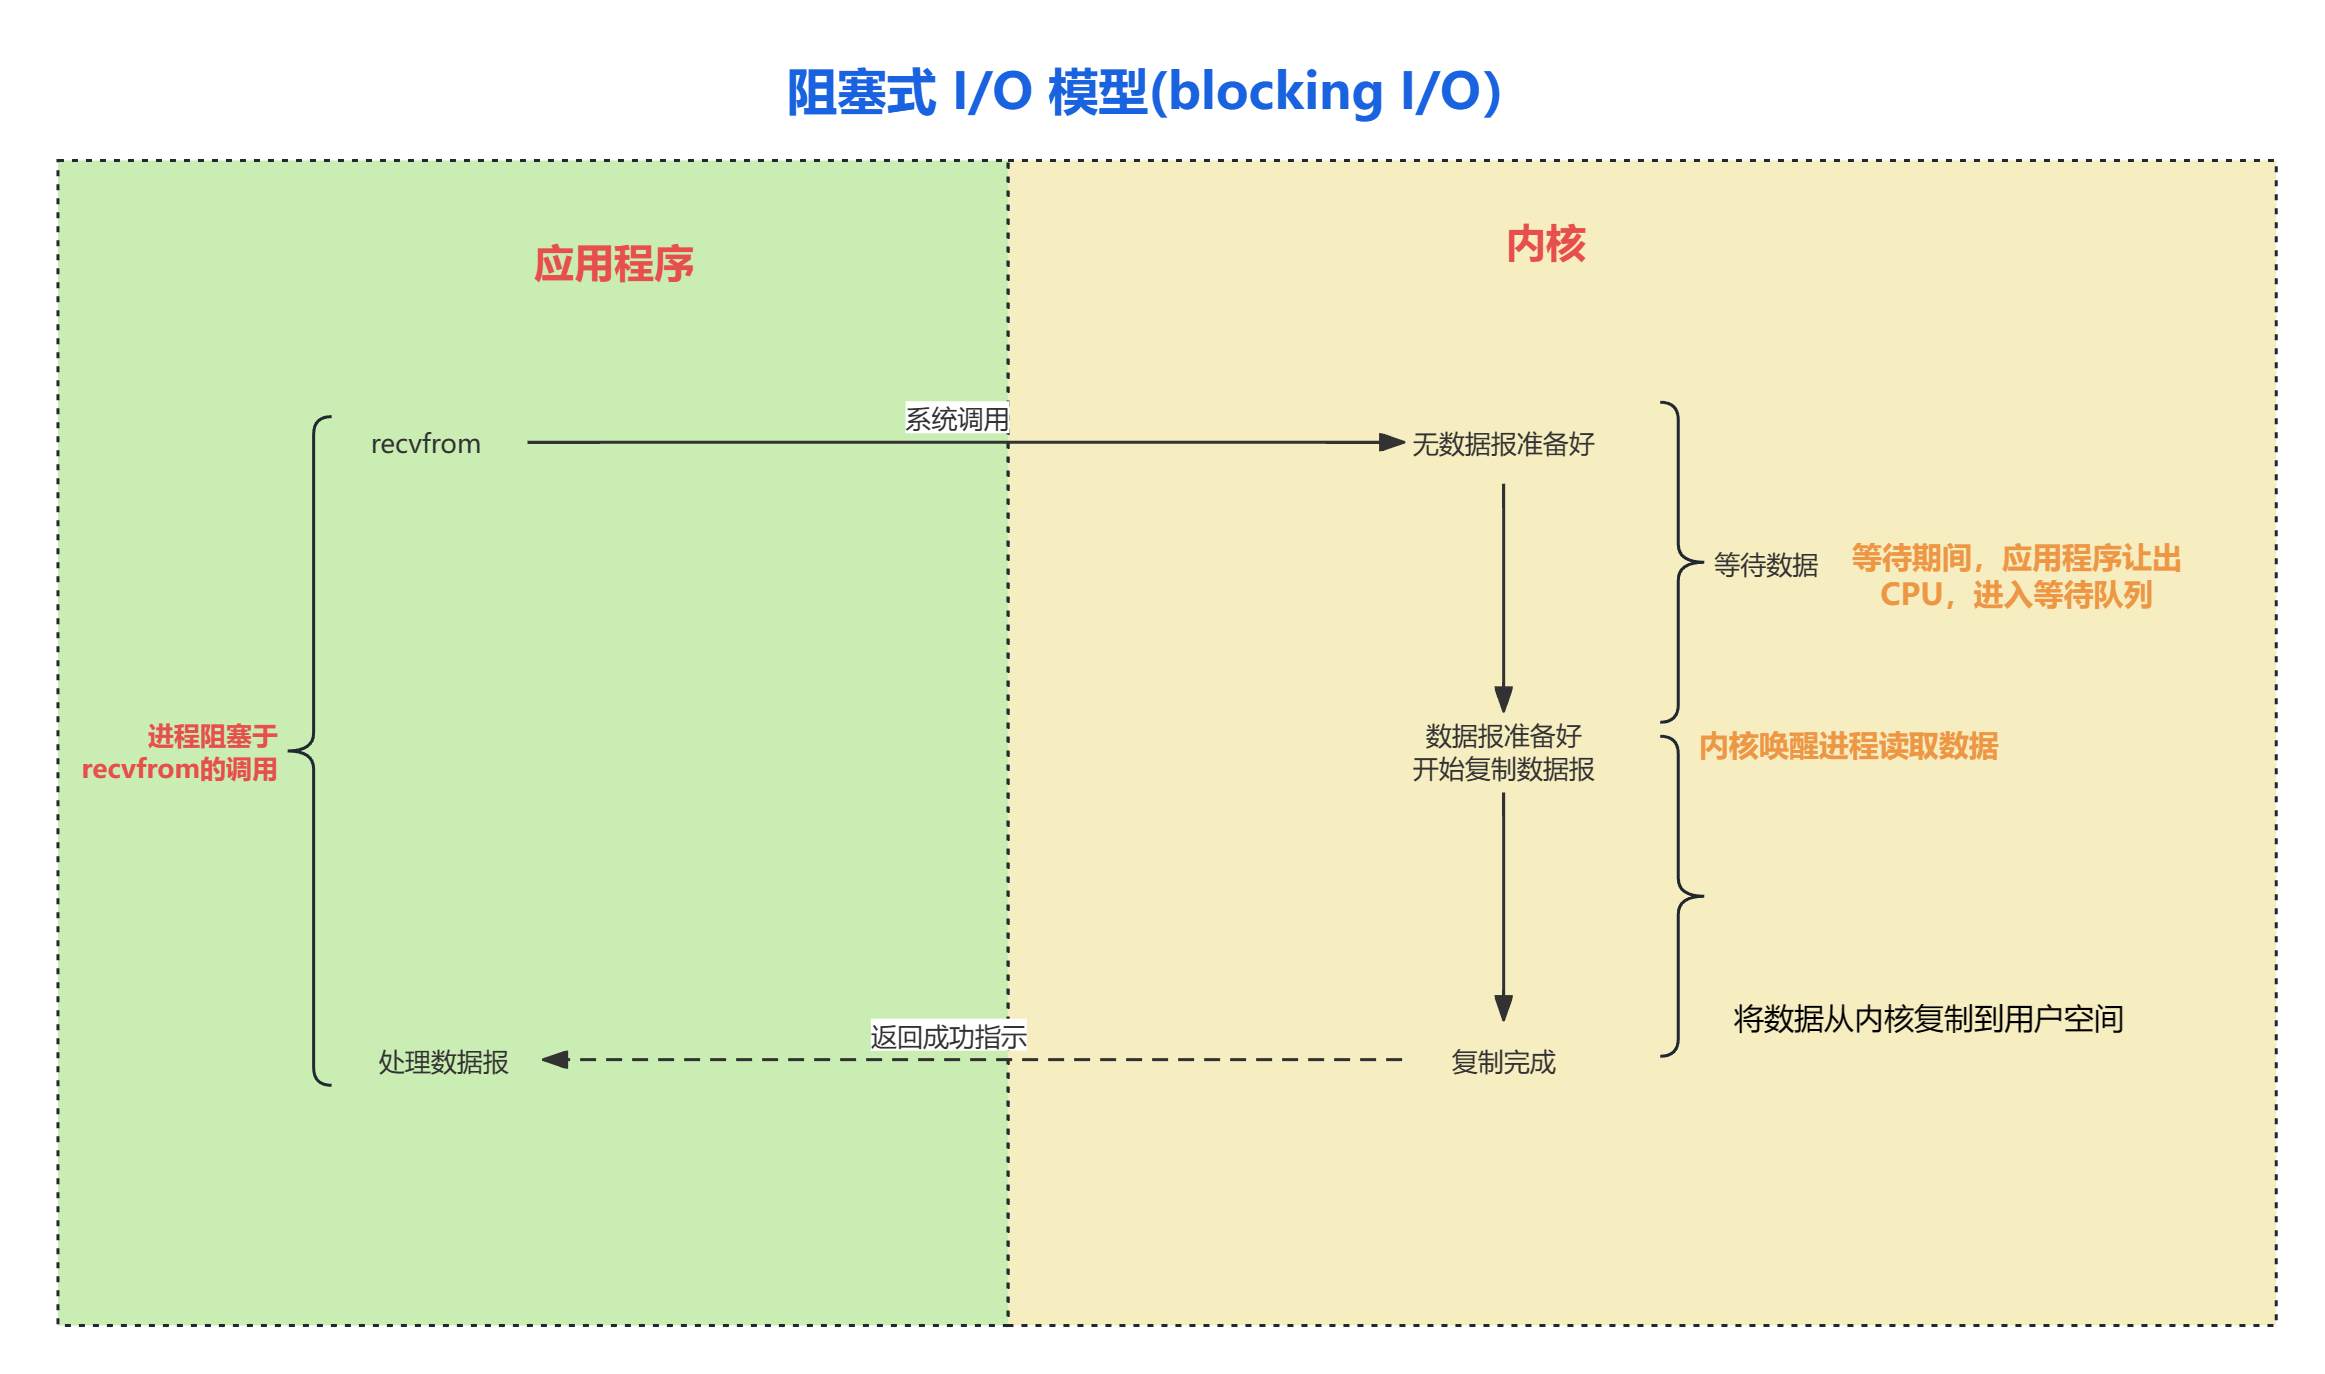 阻塞式 I/O 模型(blocking I/O)
应用程序
内核
系统调用
recvfrom
无数据报准备好
等待数据
等待期间，应用程序让出
CPU，进入等待队列
进程阻塞于
recvfrom的调用
数据报准备好
开始复制数据报
内核唤醒进程读取数据
将数据从内核复制到用户空间
返回成功指示
处理数据报
复制完成